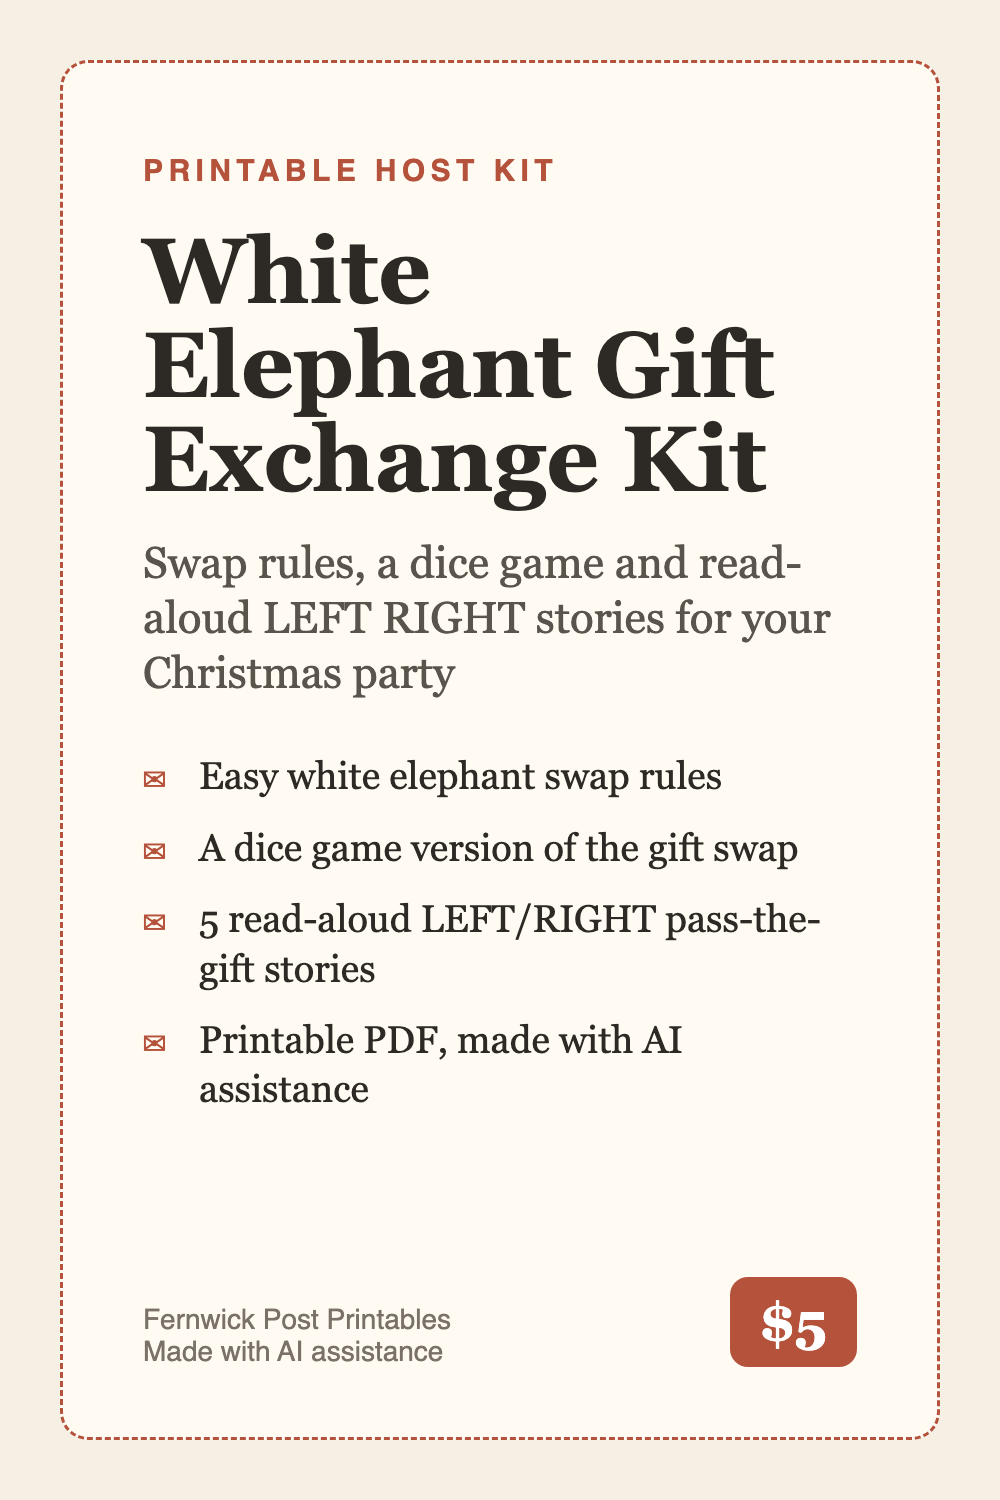 PRINTABLE HOST KIT
White
Elephant Gift
Exchange Kit
Swap rules, a dice game and read-
aloud LEFT RIGHT stories for your
Christmas party
Easy white elephant swap rules
A dice game version of the gift swap
5 read-aloud LEFT/RIGHT pass-the-
gift stories
Printable PDF, made with AI
assistance
Fernwick Post Printables
Made with AI assistance
$5